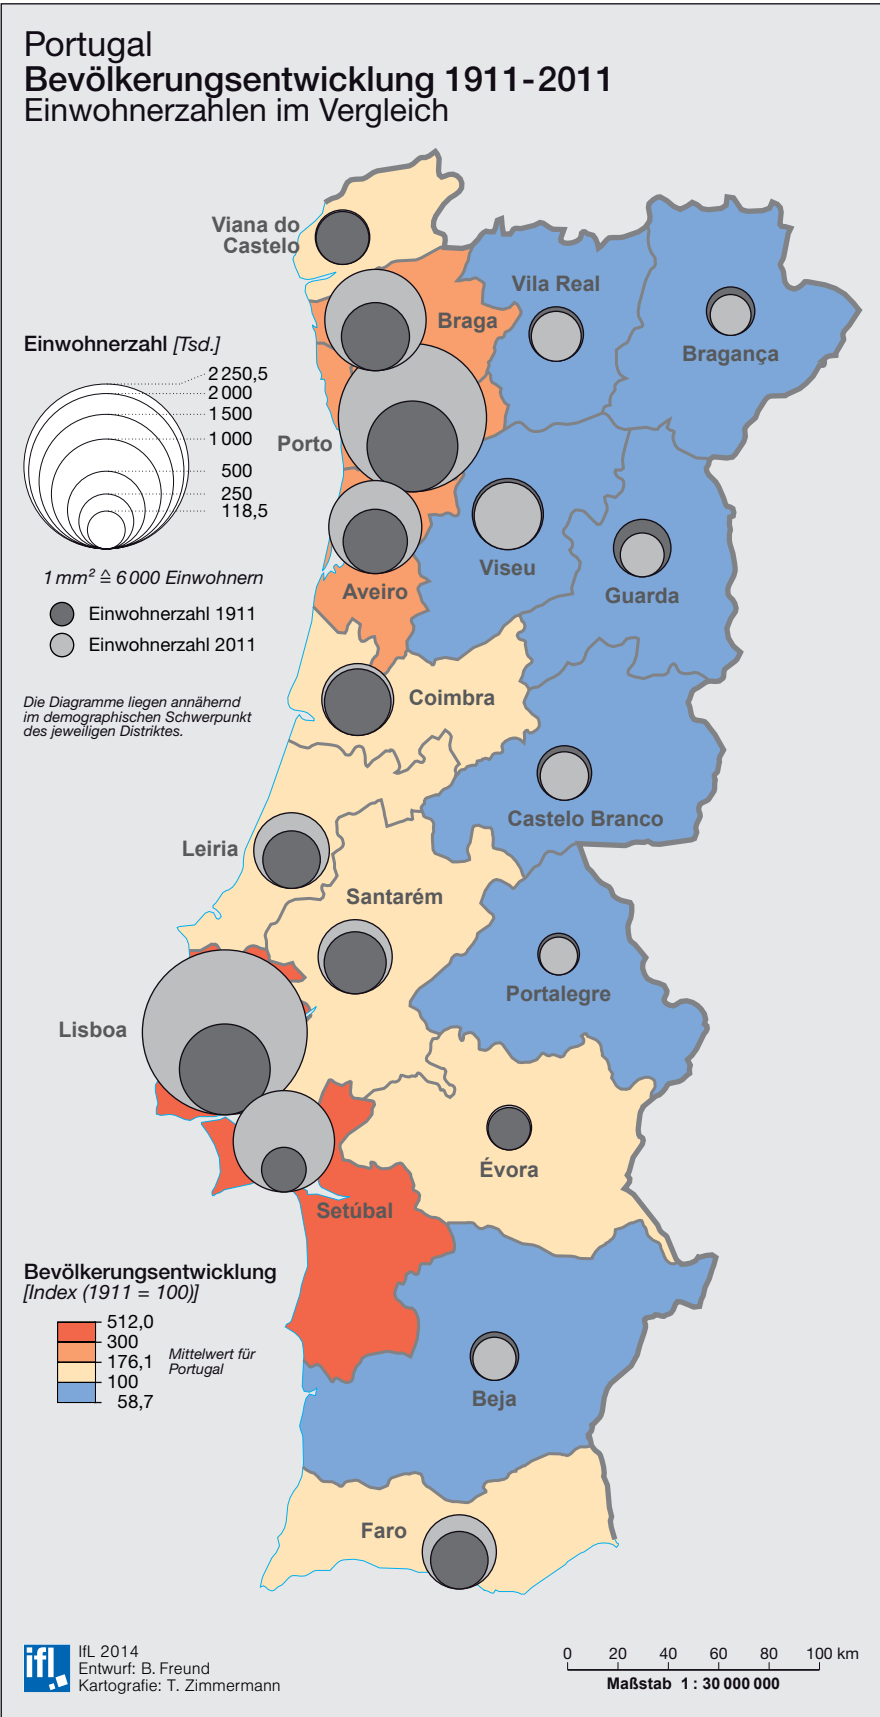 Portugal
Bevölkerungsentwicklung 1911-2011
Einwohnerzahlen im Vergleich
Viana do
Castelo
Vila Real
Braga
Bragança
Einwohnerzahl [Tsd.]
2 250,5
2 000
1 500
1 000
500
250
118,5
Porto
1 mm² ≙ 6 000 Einwohnern
Einwohnerzahl 1911
Einwohnerzahl 2011
Viseu
Guarda
Aveiro
Die Diagramme liegen annähernd
im demographischen Schwerpunkt
des jeweiligen Distriktes.
Coimbra
Castelo Branco
Leiria
Santarém
Portalegre
Lisboa
Évora
Setúbal
Bevölkerungsentwicklung
[Index (1911 = 100)]
512,0
300
176,1
100
58,7
Mittelwert für
Portugal
Beja
Faro
ifl
IfL 2014
Entwurf: B. Freund
Kartografie: T. Zimmermann
0 20 40 60 80 100 km
Maßstab 1 : 30 000 000